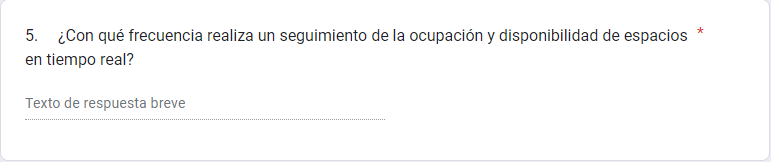 5. ¿Con qué frecuencia realiza un seguimiento de la ocupación y disponibilidad de espacios *
en tiempo real?
Texto de respuesta breve